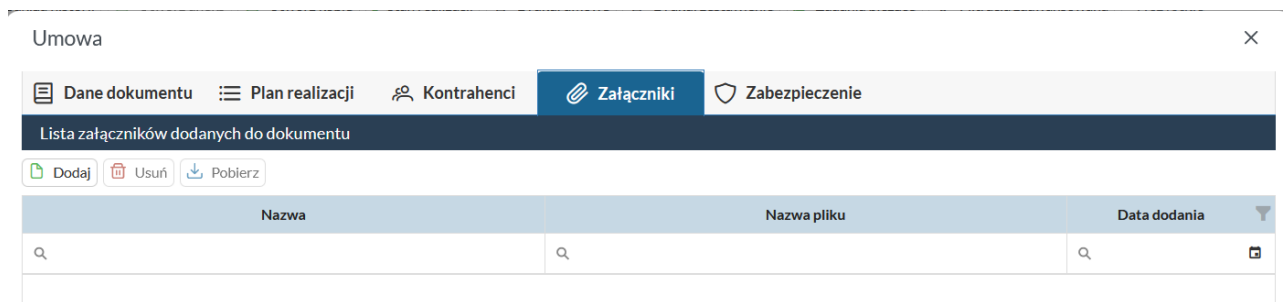 Umowa
Dane dokumentu Plan realizacji Kontrahenci Załączniki Zabezpieczenie
Lista załączników dodanych do dokumentu
Dodaj Usuń Pobierz
Nazwa Nazwa pliku Data dodania